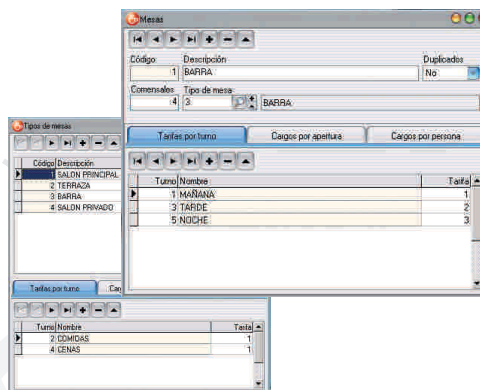 Mesas
Código Descripción Duplicados
1 BARRA No
Comensales Tipo de mesa
4 3 BARRA
Tarifas por turno Cargos por apertura Cargos por persona
Turno Nombre Tarifa
1 MAÑANA 1
3 TARDE 2
5 NOCHE 3
Tipos de mesas
Código Descripción
1 SALON PRINCIPAL
2 TERRAZA
3 BARRA
4 SALON PRIVADO
Tarifas por turno
Turno Nombre Tarifa
2 COMIDAS 1
4 CENAS 1